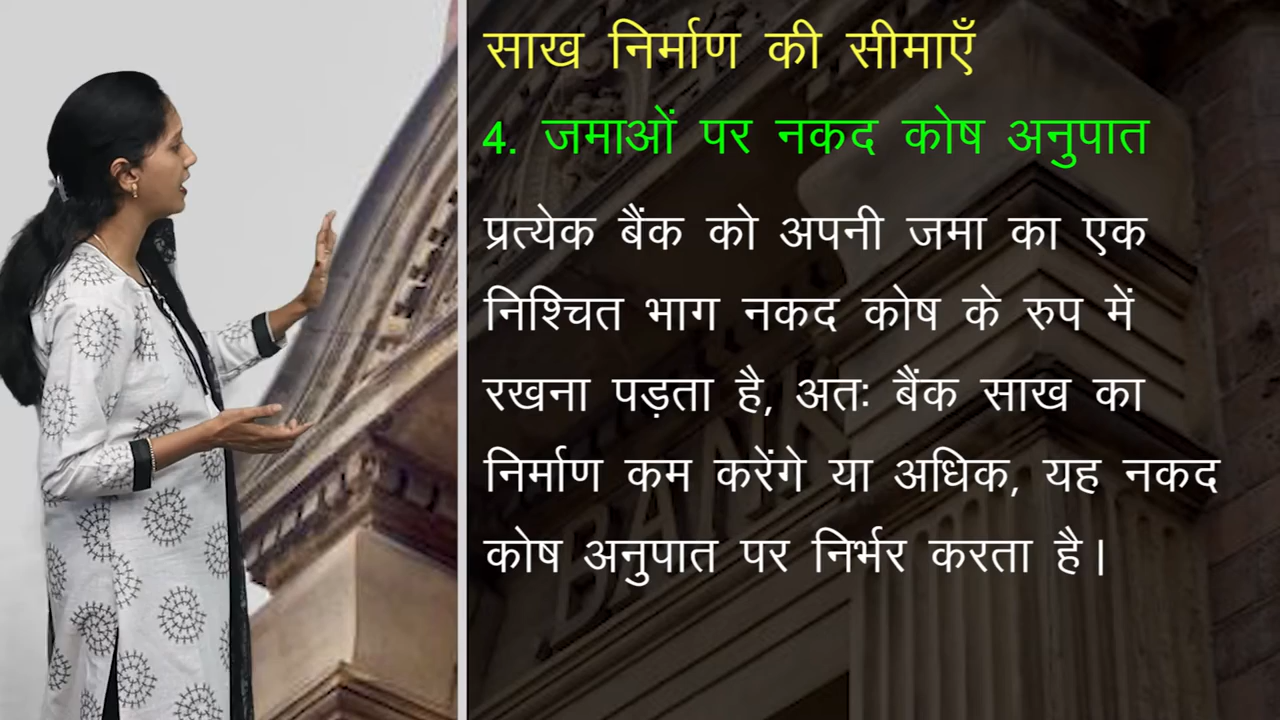 साख निर्माण की सीमाएँ
4. जमाओं पर नकद कोष अनुपात
प्रत्येक बैंक को अपनी जमा का एक
निश्चित भाग नकद कोष के रुप में
रखना पड़ता है, अतः बैंक साख का
निर्माण कम करेंगे या अधिक, यह नकद
कोष अनुपात पर निर्भर करता है |
BANK